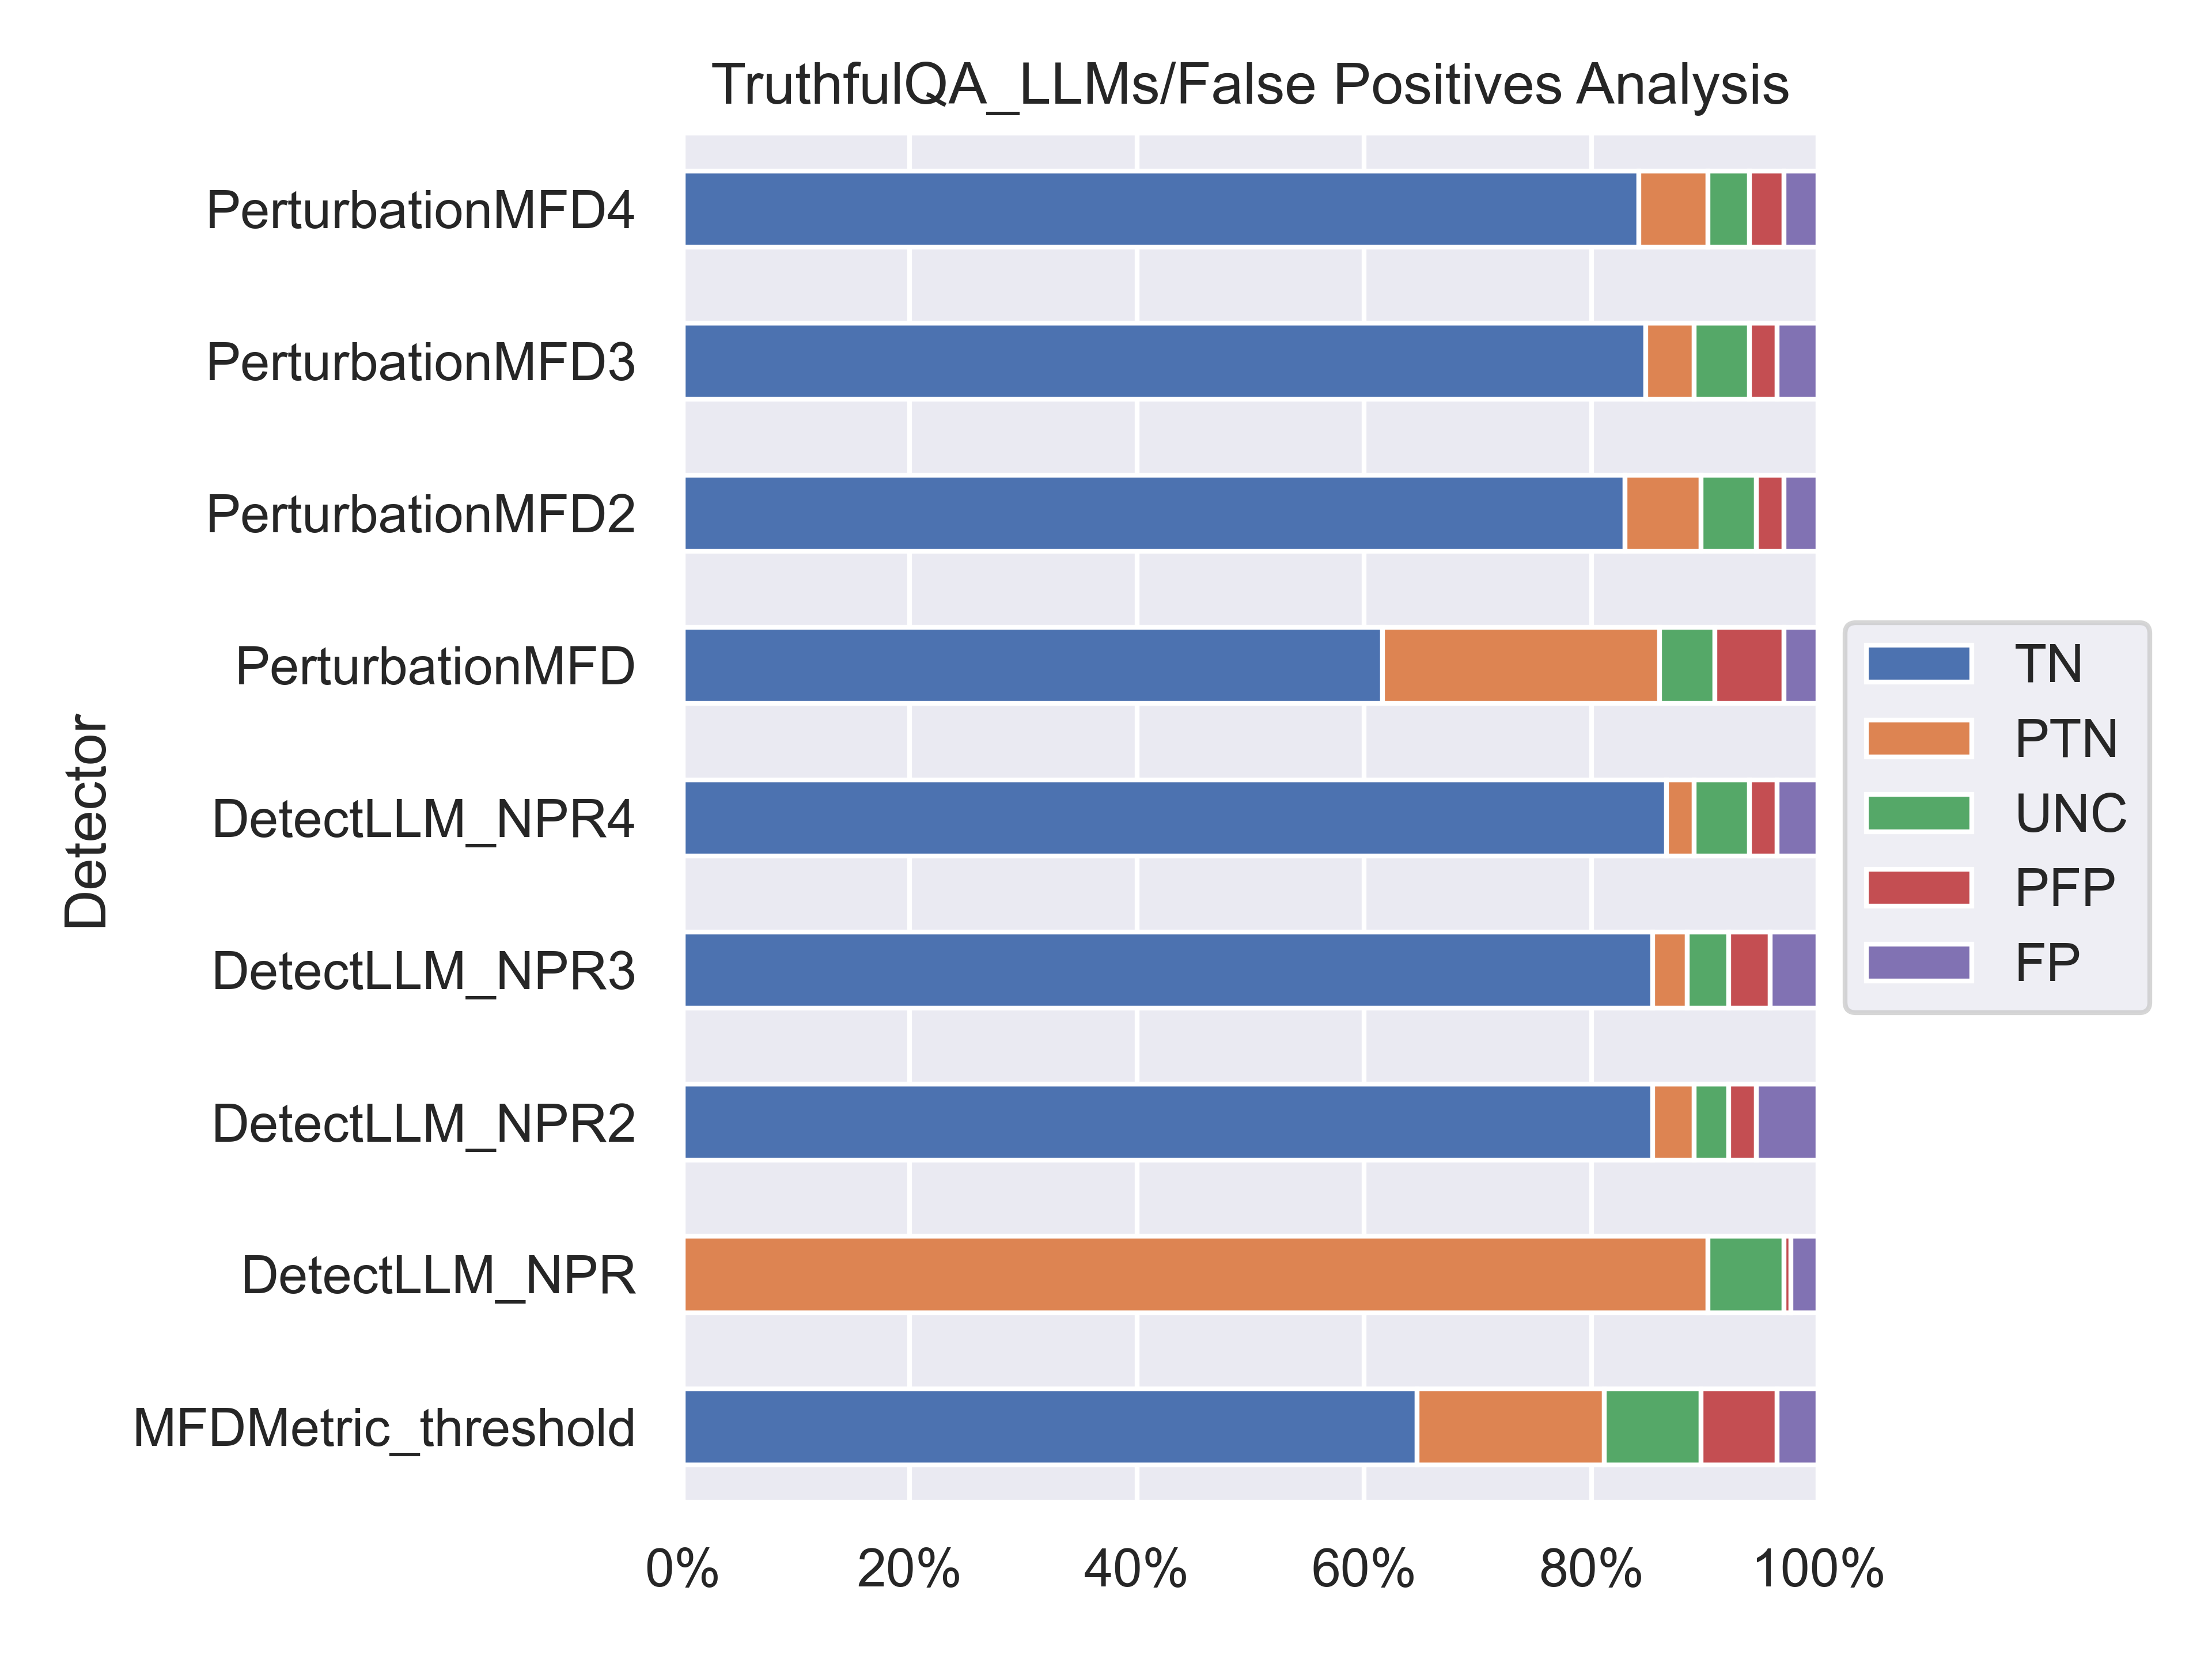 TruthfulQA_LLMs/False Positives Analysis
PerturbationMFD4
PerturbationMFD3
PerturbationMFD2
PerturbationMFD
DetectLLM_NPR4
DetectLLM_NPR3
DetectLLM_NPR2
DetectLLM_NPR
MFDMetric_threshold
Detector
0% 20% 40% 60% 80% 100%
TN
PTN
UNC
PFP
FP